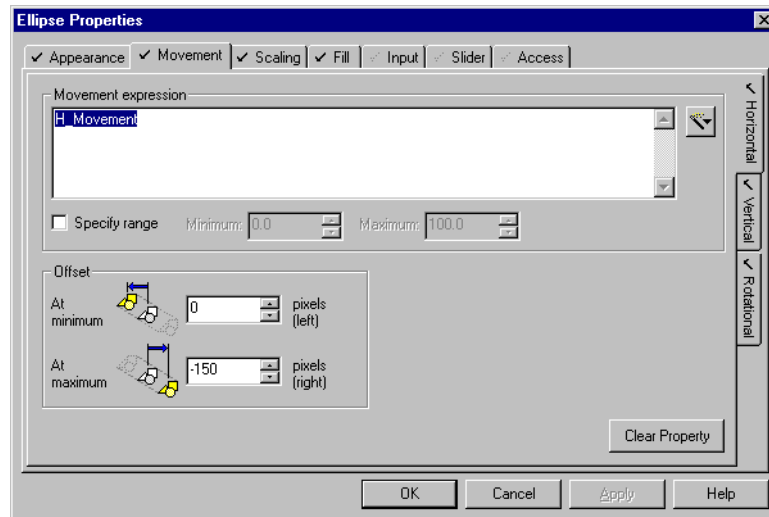 Ellipse Properties
Appearance Movement Scaling Fill Input Slider Access
Movement expression
H_Movement
Specify range Minimum: 0.0 Maximum: 100.0
Offset
At minimum 0 pixels (left)
At maximum -150 pixels (right)
Horizontal
Vertical
Rotational
Clear Property
OK Cancel Apply Help